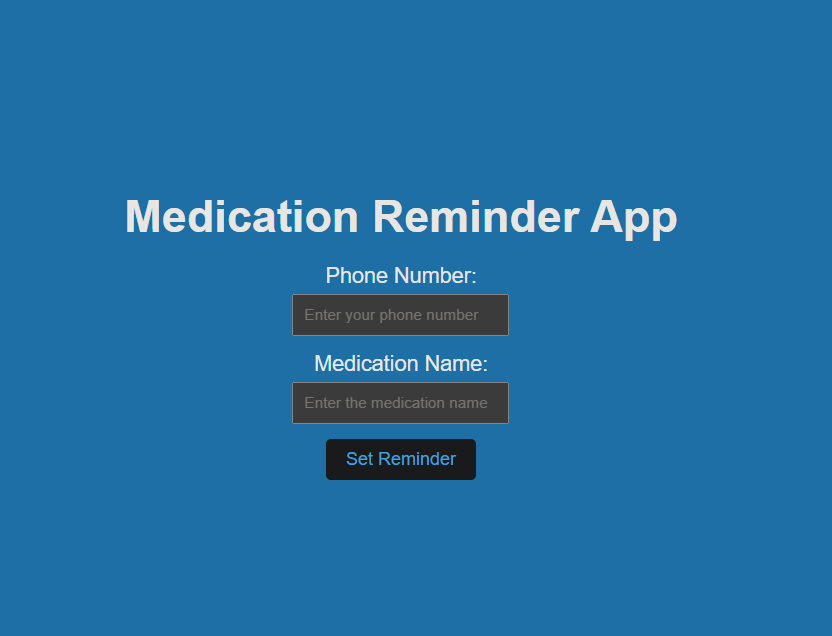 Medication Reminder App
Phone Number:
Enter your phone number
Medication Name:
Enter the medication name
Set Reminder